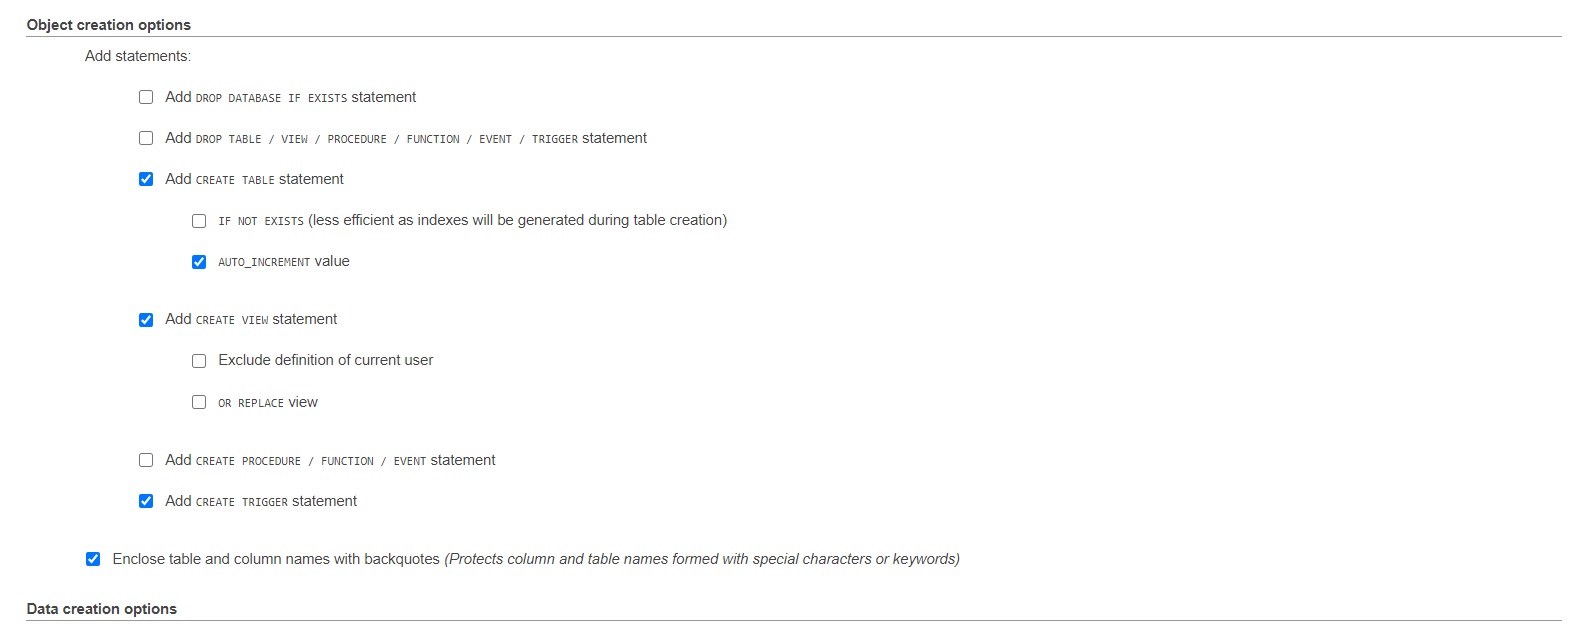 Object creation options
Add statements:
Add DROP DATABASE IF EXISTS statement
Add DROP TABLE / VIEW / PROCEDURE / FUNCTION / EVENT / TRIGGER statement
Add CREATE TABLE statement
IF NOT EXISTS (less efficient as indexes will be generated during table creation)
AUTO_INCREMENT value
Add CREATE VIEW statement
Exclude definition of current user
OR REPLACE view
Add CREATE PROCEDURE / FUNCTION / EVENT statement
Add CREATE TRIGGER statement
Enclose table and column names with backquotes (Protects column and table names formed with special characters or keywords)
Data creation options